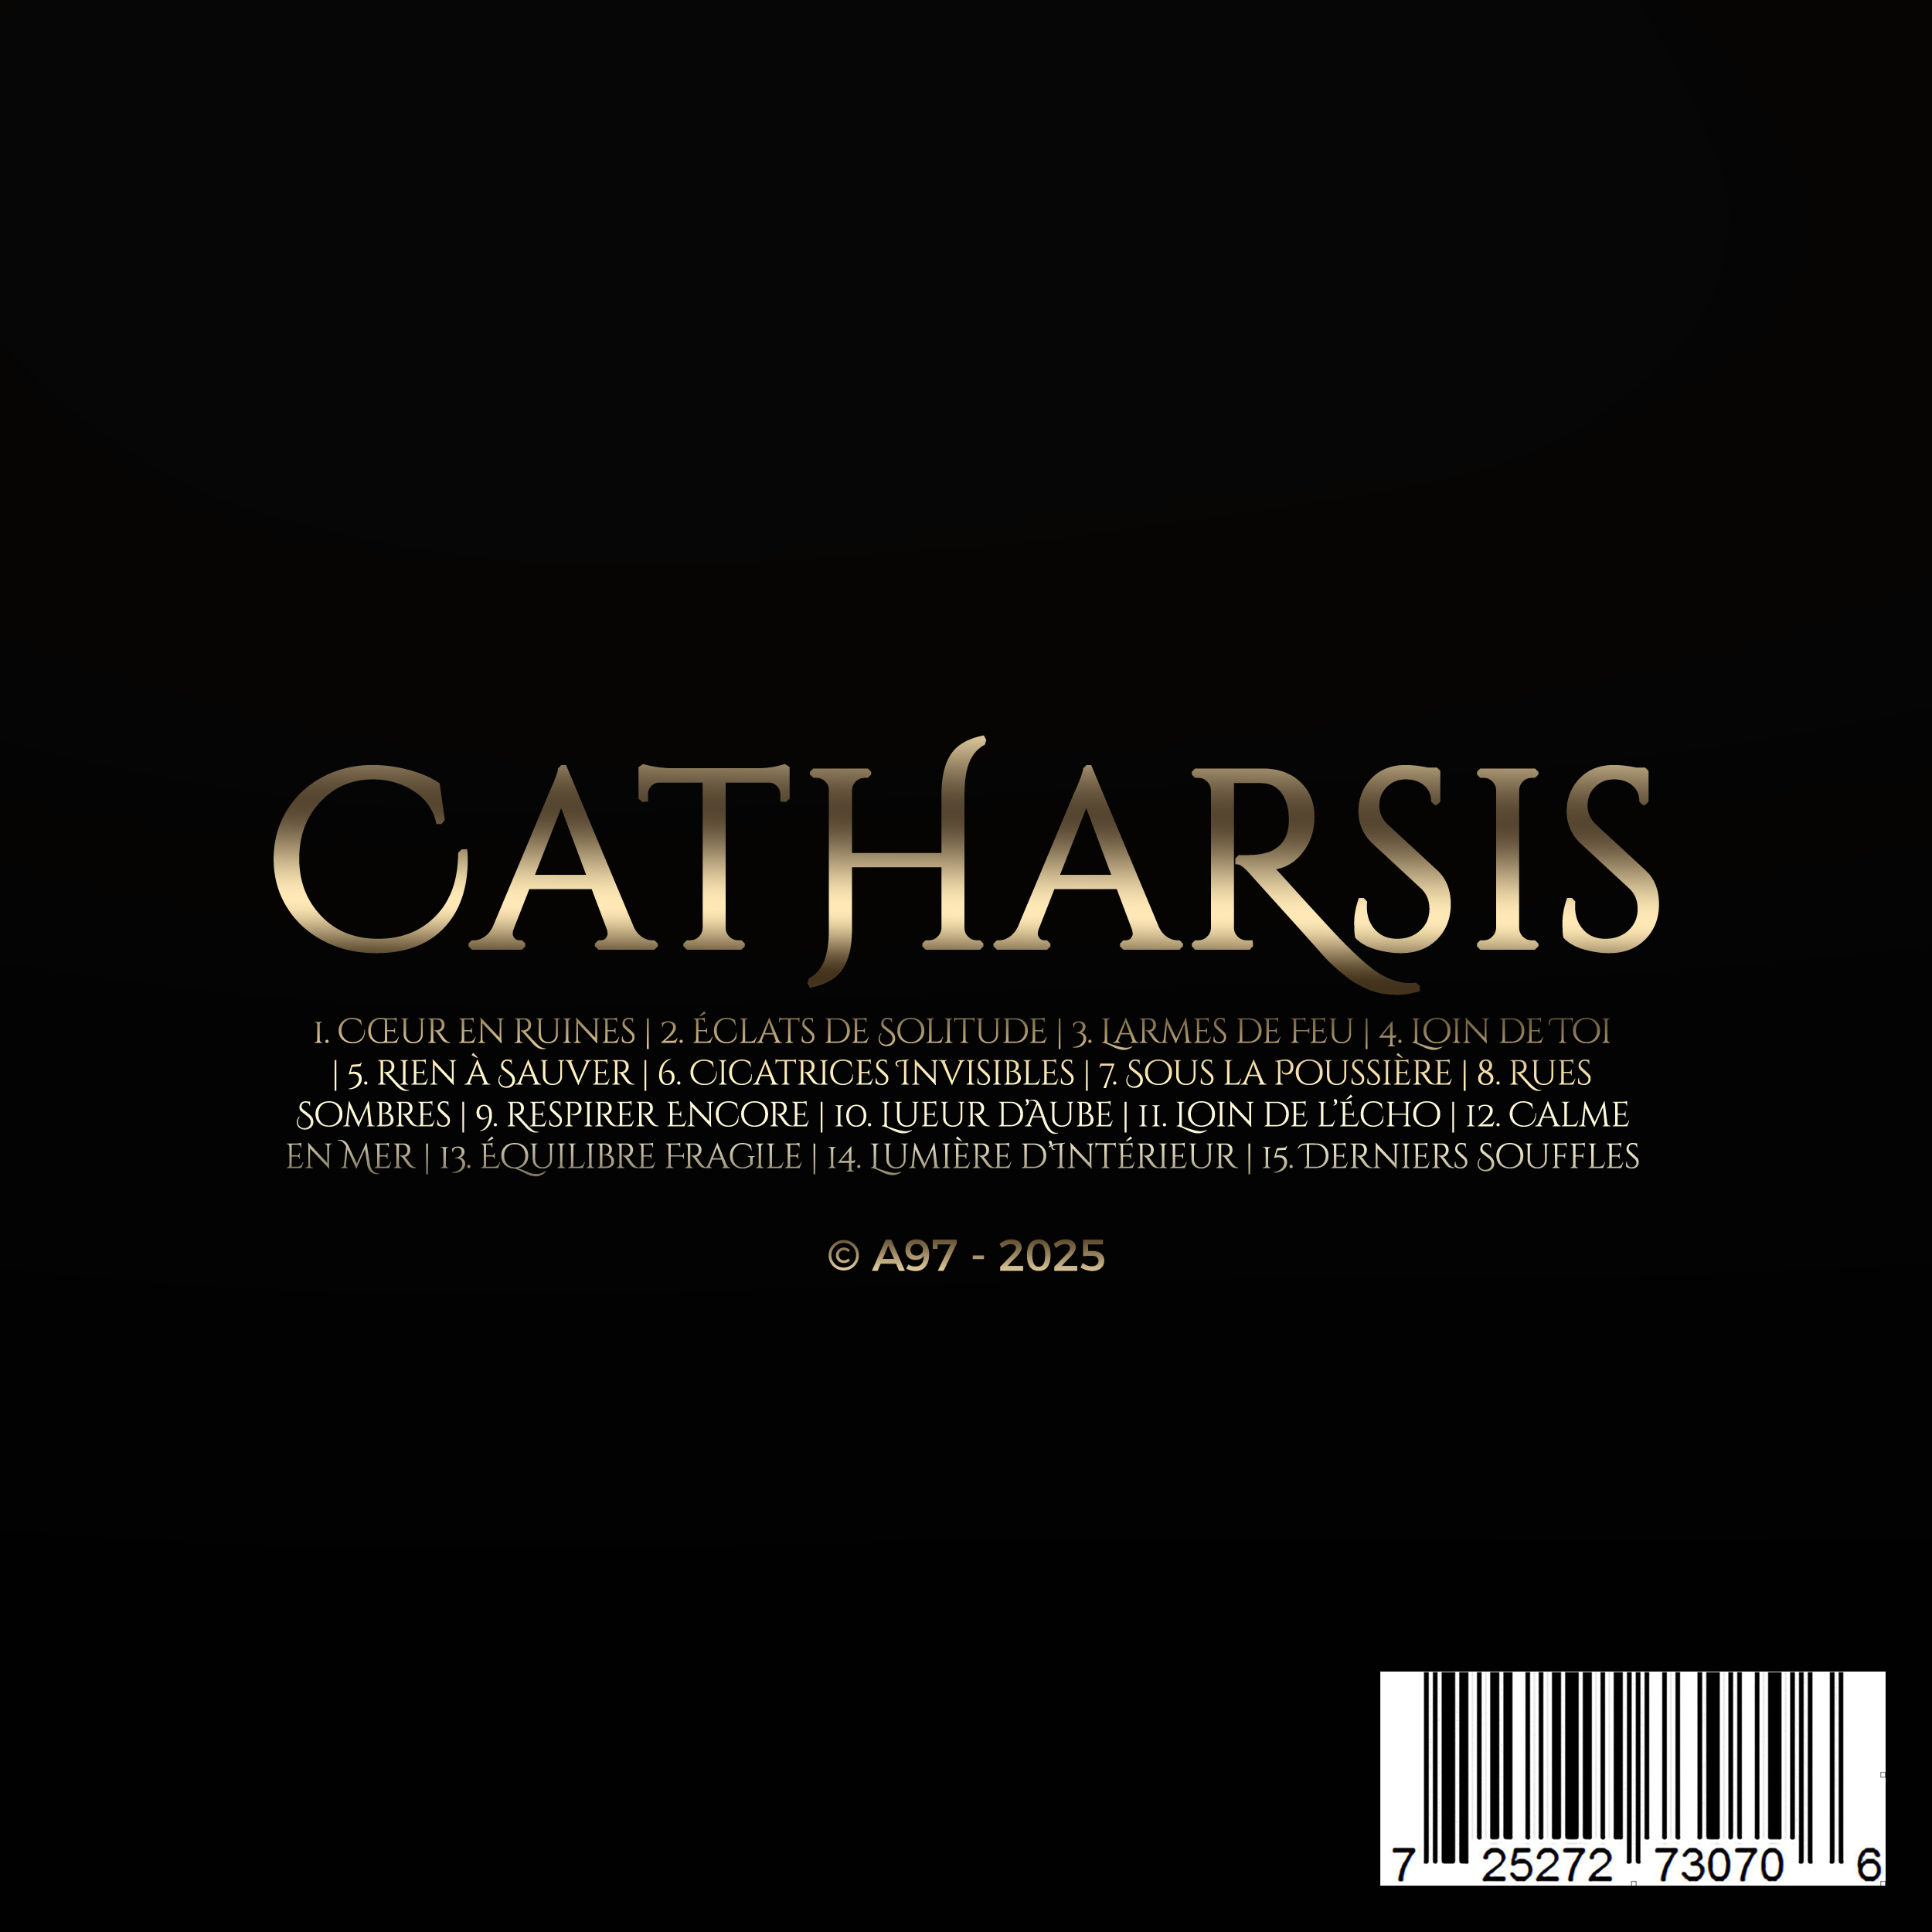 CATHARSIS
1. CŒUR EN RUINES | 2. ÉCLATS DE SOLITUDE | 3. LARMES DE FEU | 4. LOIN DE TOI
| 5. RIEN À SAUVER | 6. CICATRICES INVISIBLES | 7. SOUS LA POUSSIÈRE | 8. RUES
SOMBRES | 9. RESPIRER ENCORE | 10. LUEUR D'AUBE | 11. LOIN DE L'ÉCHO | 12. CALME
EN MER | 13. ÉQUILIBRE FRAGILE | 14. LUMIÈRE D'INTÉRIEUR | 15. DERNIERS SOUFFLES
© A97 - 2025
7 25272 73070 6